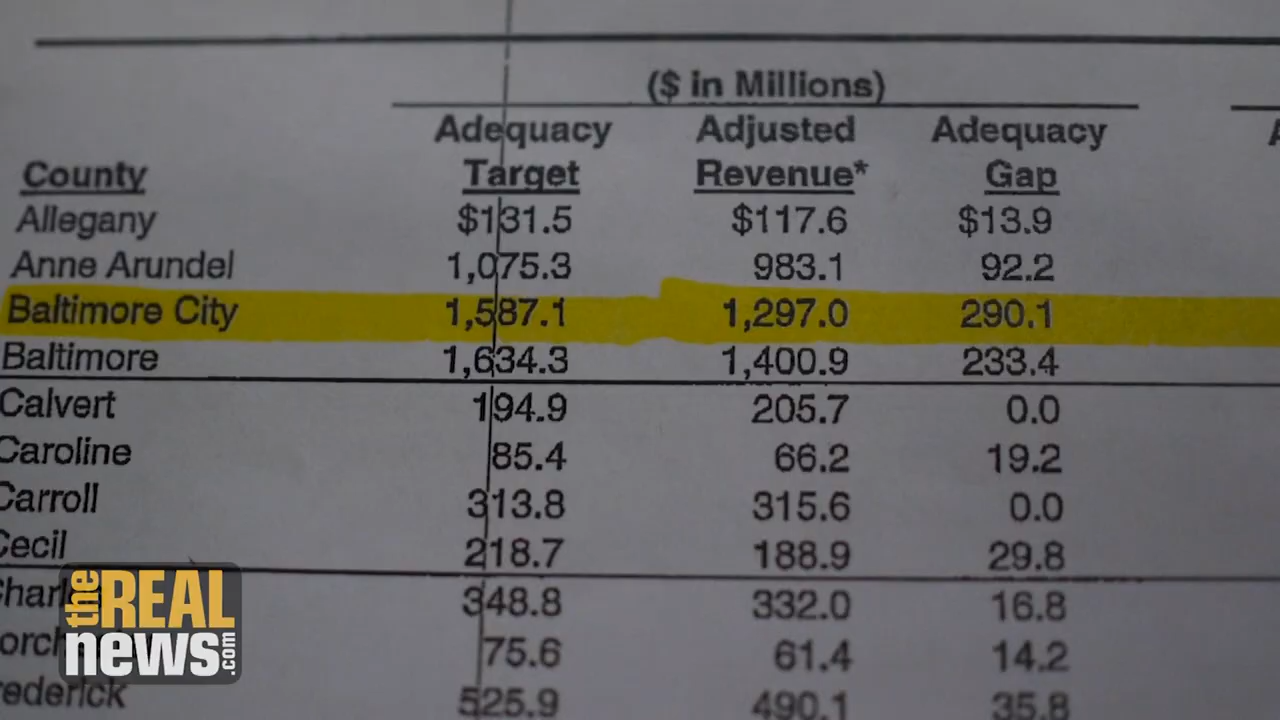 ($ in Millions)
Adequacy Adjusted Adequacy
County Target Revenue* Gap
Allegany $131.5 $117.6 $13.9
Anne Arundel 1,075.3 983.1 92.2
Baltimore City 1,587.1 1,297.0 290.1
Baltimore 1,634.3 1,400.9 233.4
Calvert 194.9 205.7 0.0
Caroline 85.4 66.2 19.2
Carroll 313.8 315.6 0.0
Cecil 218.7 188.9 29.8
348.8 332.0 16.8
75.6 61.4 14.2
rederick 525.9 490.1 35.8
the REAL
news.com